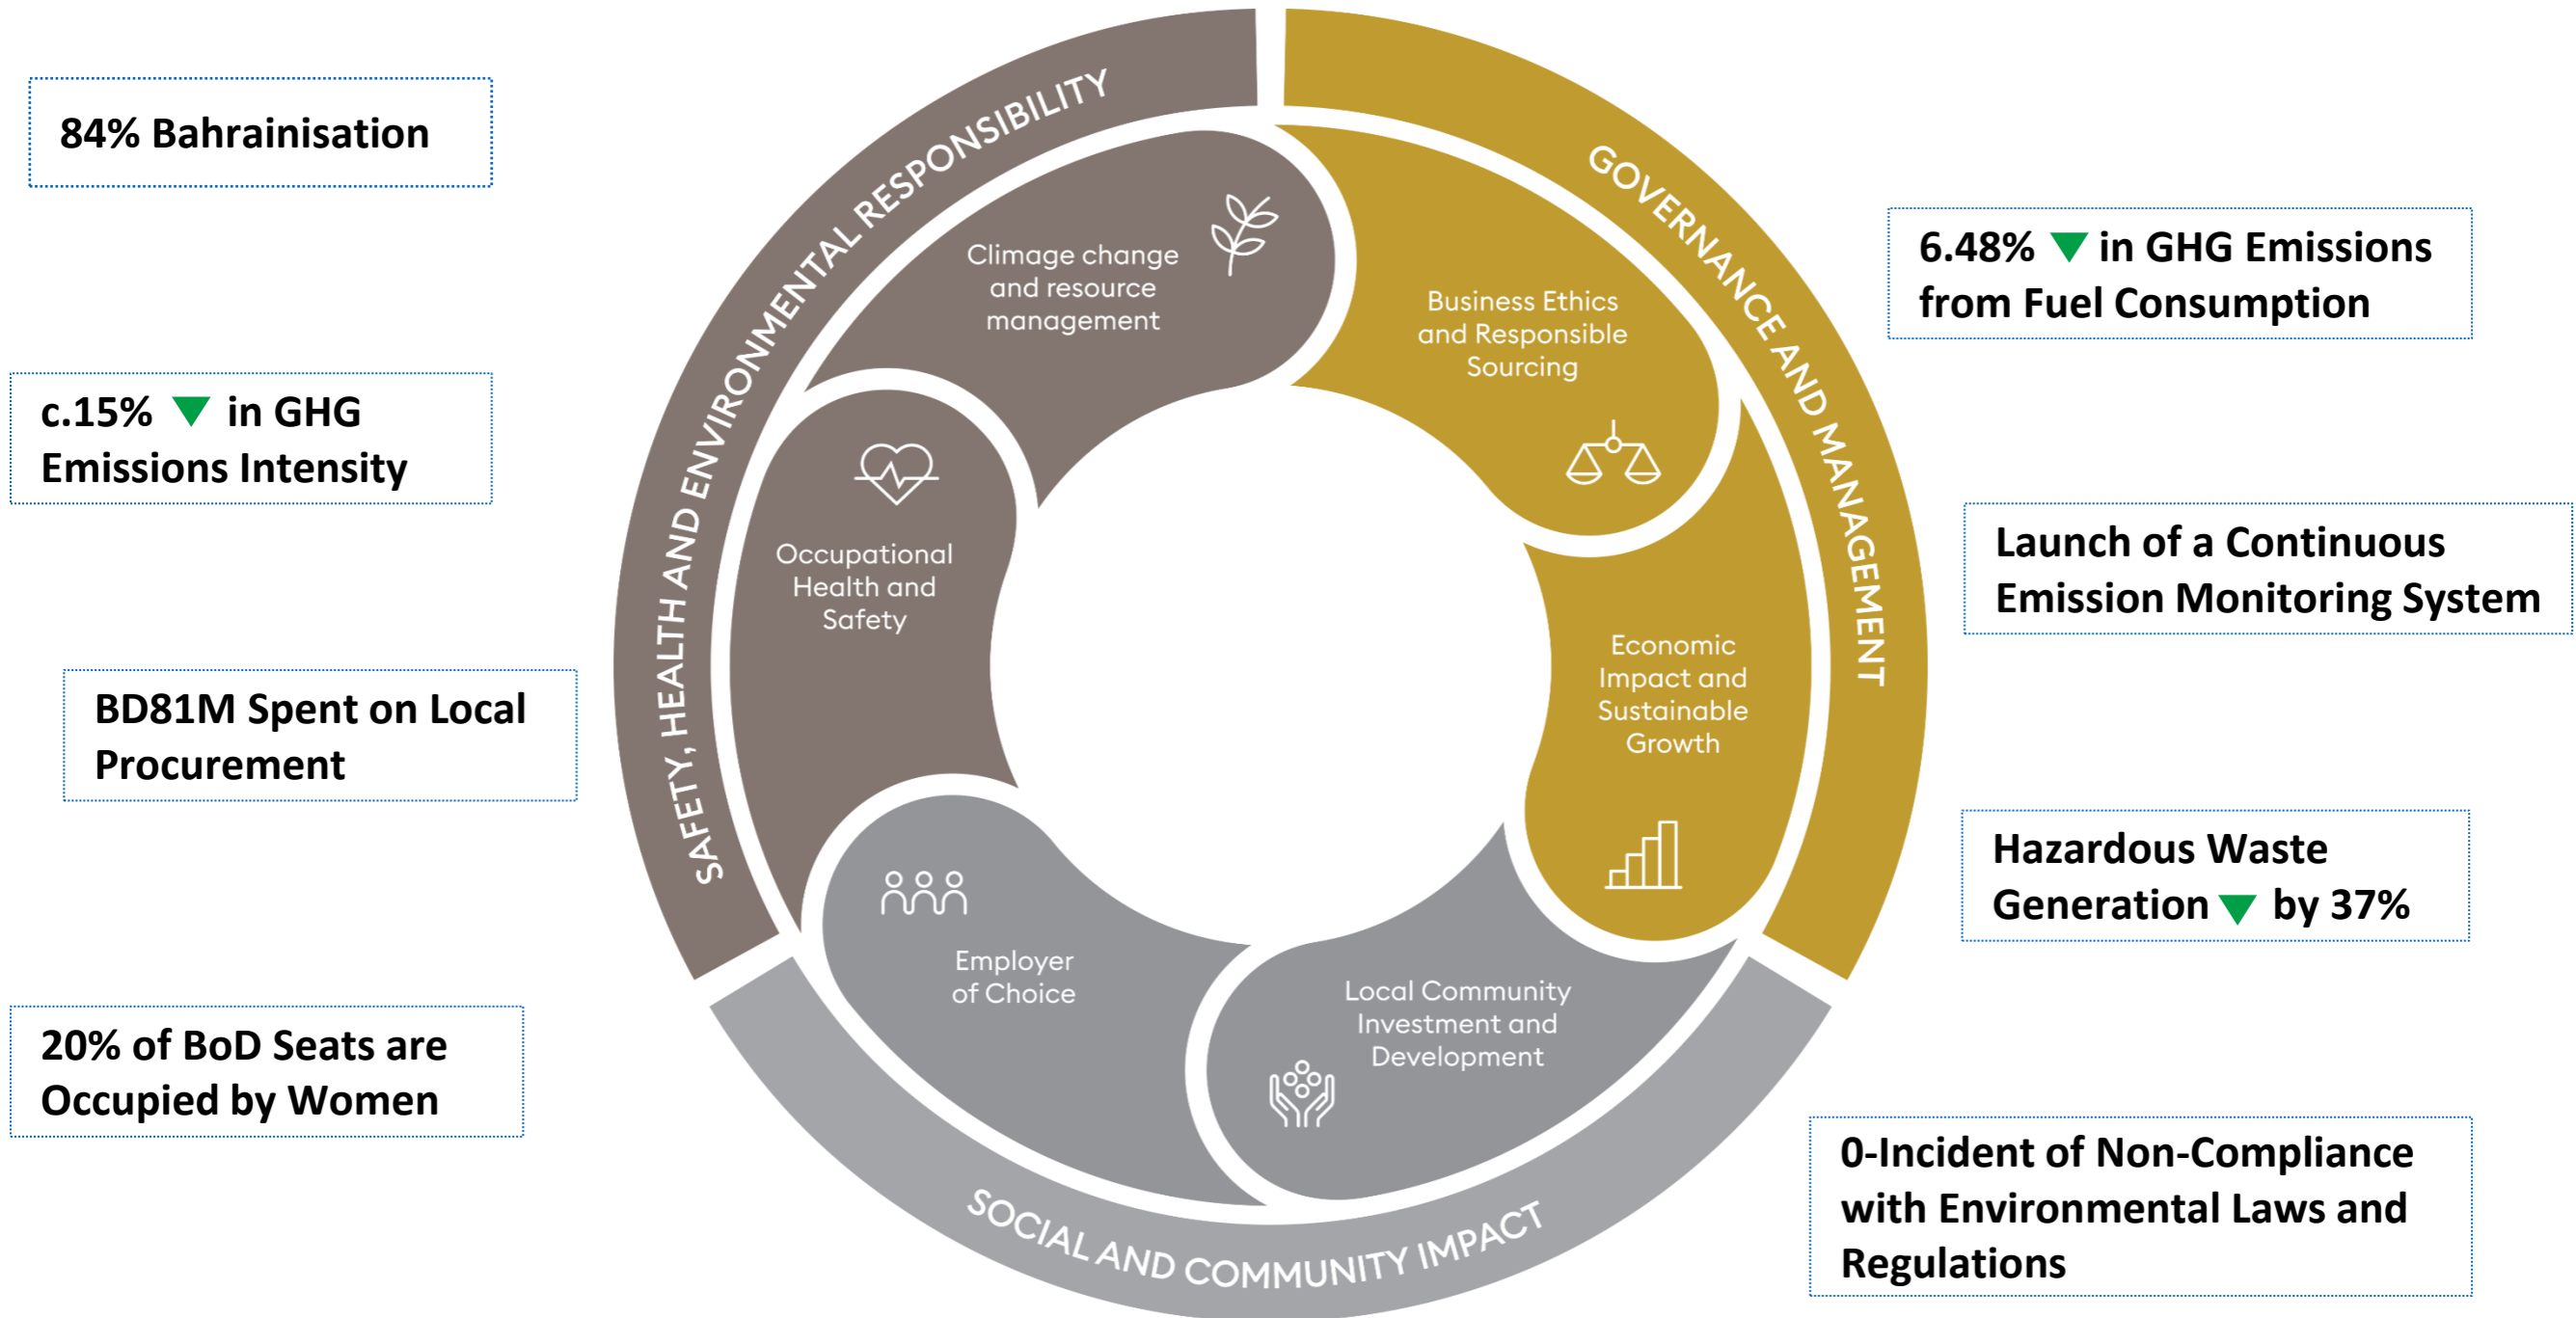 84% Bahrainisation
c.15% ▼ in GHG
Emissions Intensity
BD81M Spent on Local
Procurement
20% of BoD Seats are
Occupied by Women
SAFETY, HEALTH AND ENVIRONMENTAL RESPONSIBILITY
Climage change
and resource
management
Occupational
Health and
Safety
GOVERNANCE AND MANAGEMENT
Business Ethics
and Responsible
Sourcing
Economic
Impact and
Sustainable
Growth
Employer
of Choice
Local Community
Investment and
Development
SOCIAL AND COMMUNITY IMPACT
6.48% ▼ in GHG Emissions
from Fuel Consumption
Launch of a Continuous
Emission Monitoring System
Hazardous Waste
Generation ▼ by 37%
0-Incident of Non-Compliance
with Environmental Laws and
Regulations